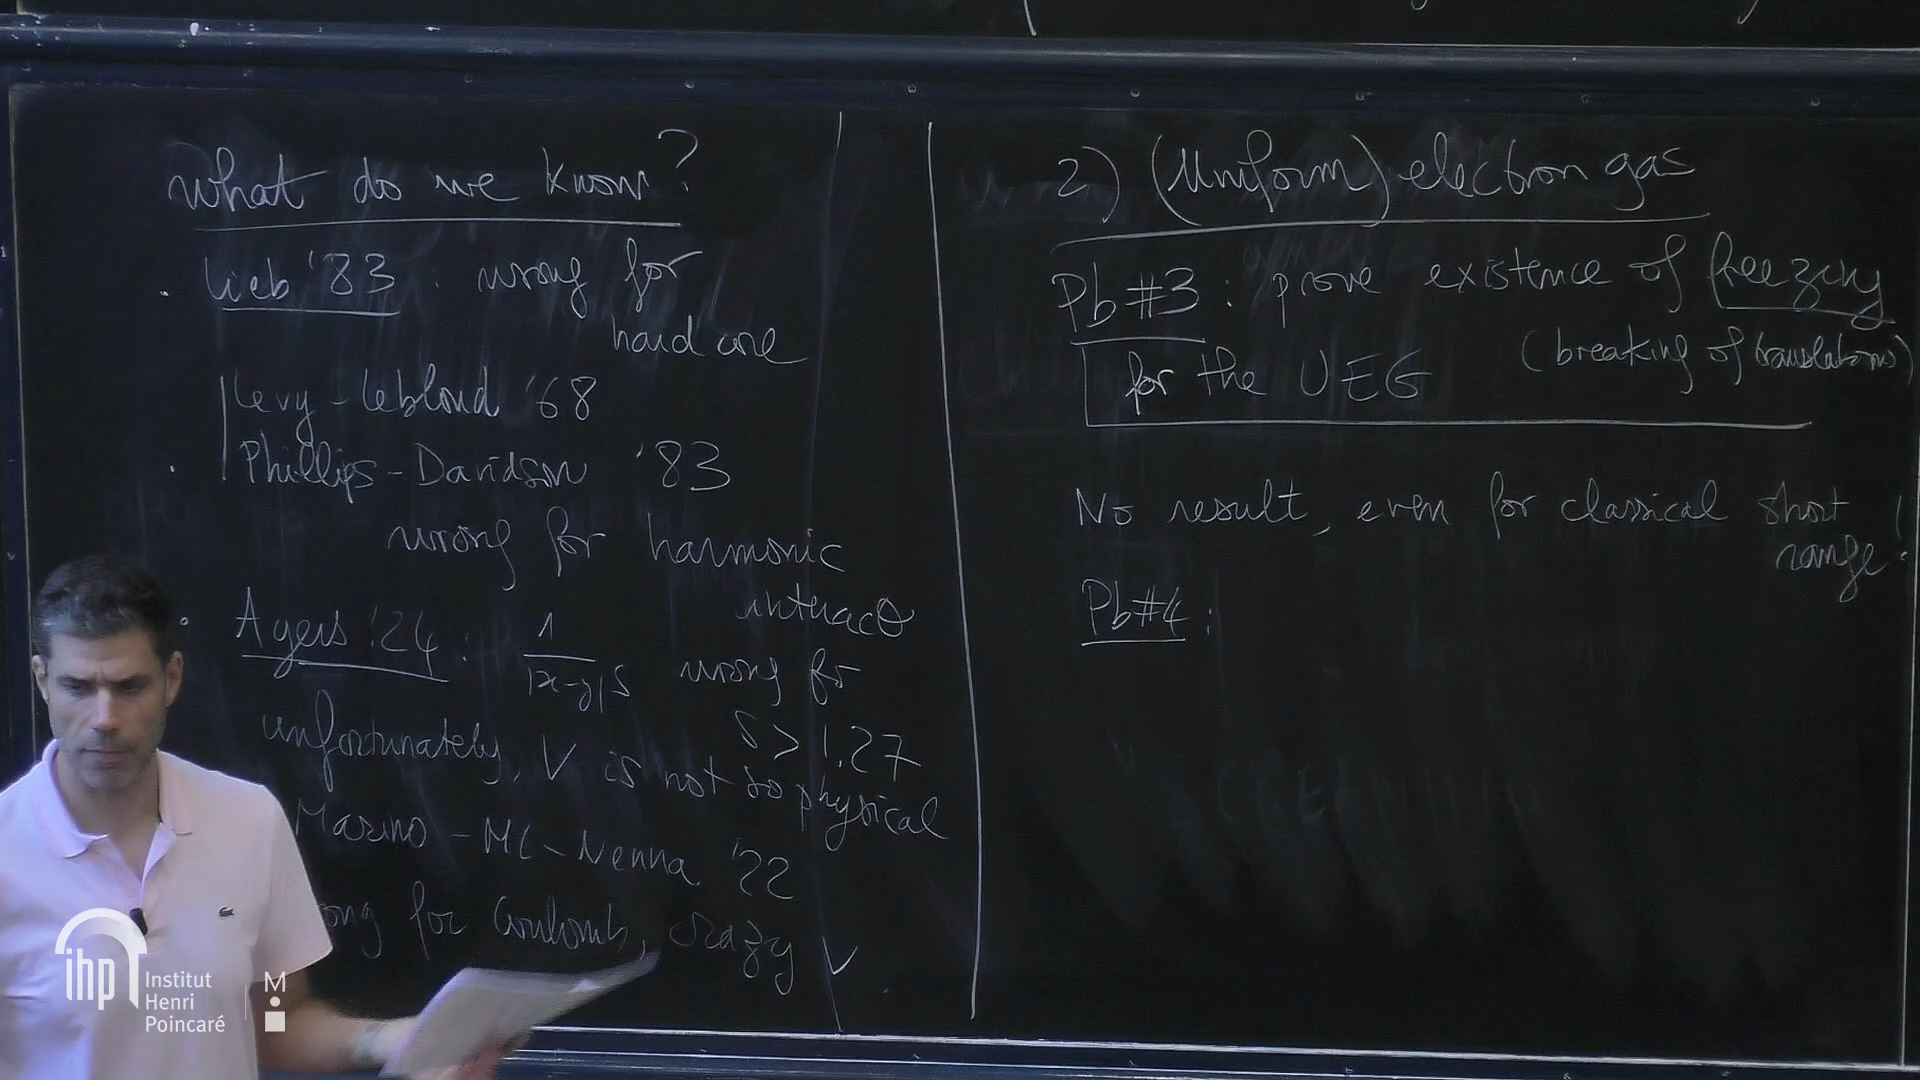 What do we know?
. Lieb '83 : wrong for
hard core
Levy-Leblond '68
. Phillips-Davidson '83
wrong for harmonic
interact
. Ayers '24 : 1/|x-y|^s wrong for
s > 1.27
unfortunately, V is not so physical
Marino - ML - Nenna '22
for Coulomb, crazy V
2) (Uniform) electron gas
Pb#3 : prove existence of freezing
(breaking of translations)
for the UEG
No result, even for classical short
range!
Pb#4 :
ihp Institut
Henri
Poincaré
M